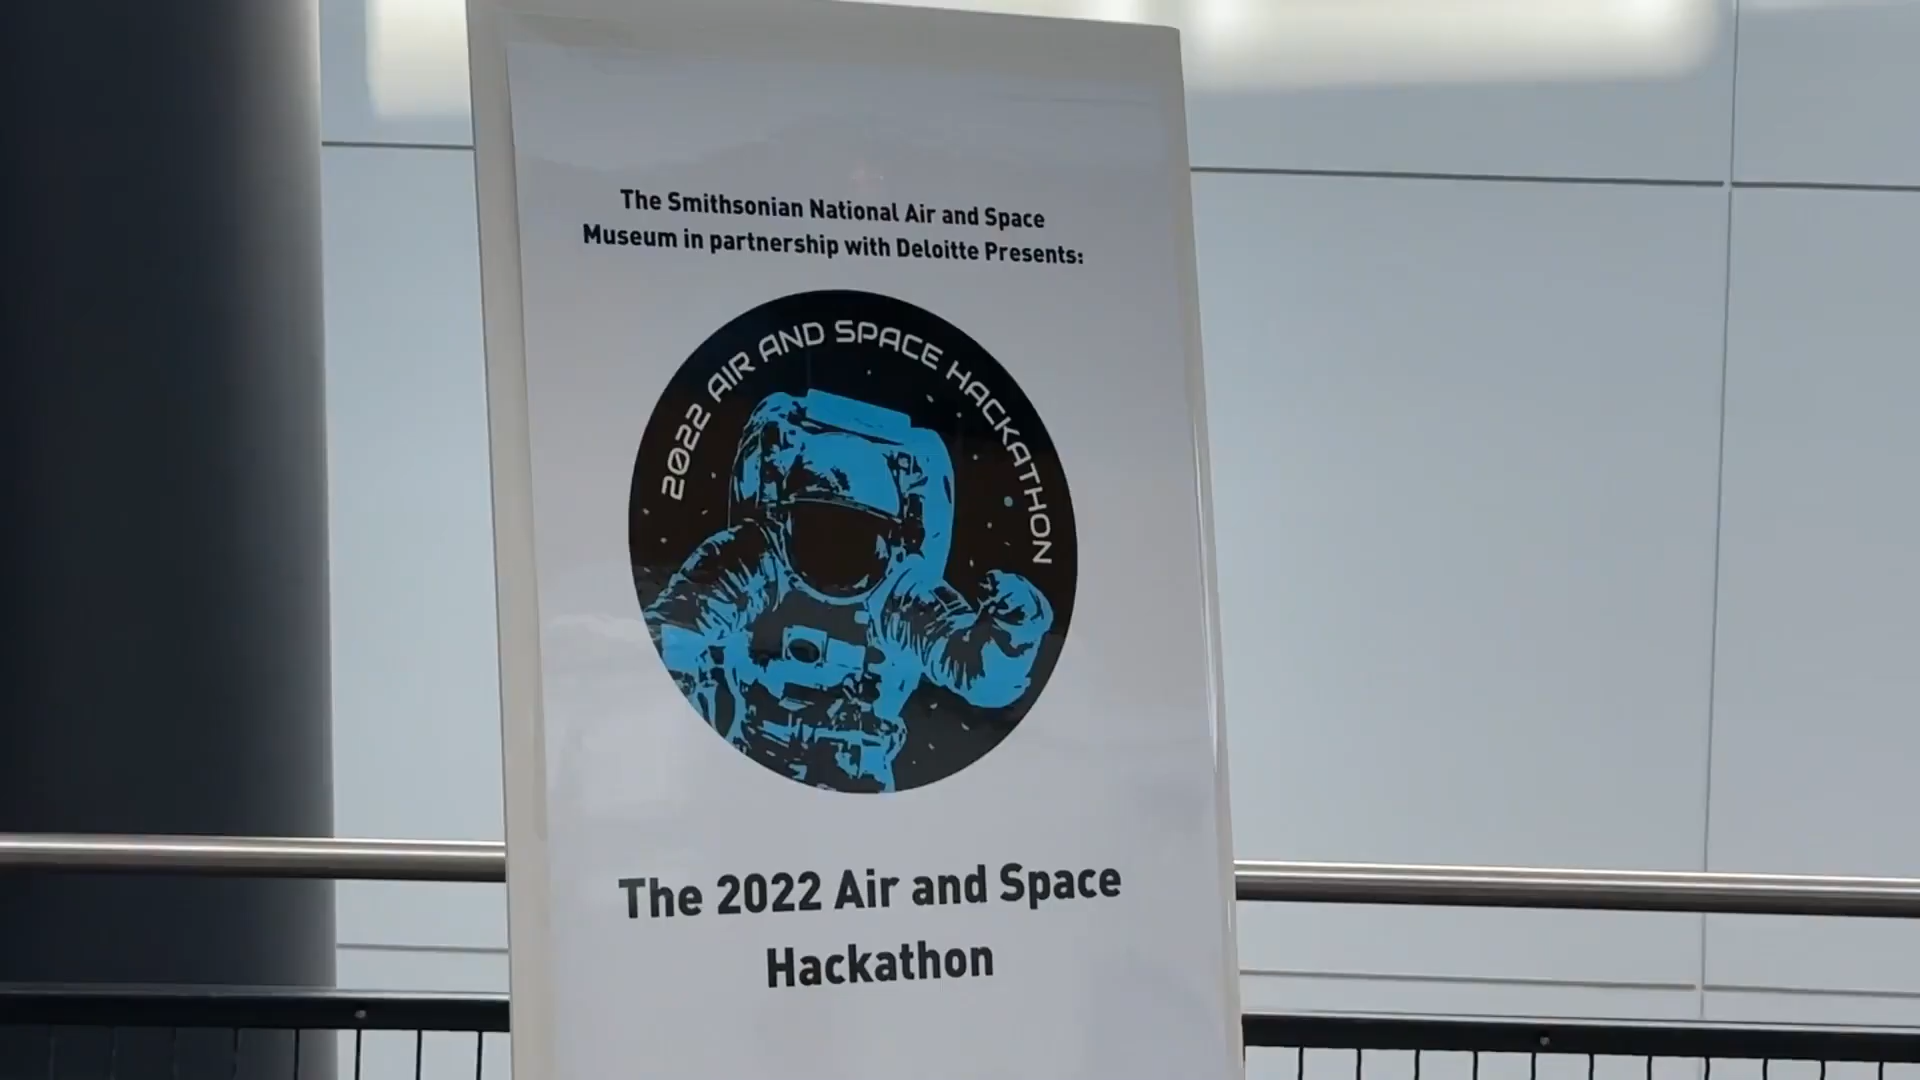 The Smithsonian National Air and Space
Museum in partnership with Deloitte Presents:
2022 AIR AND SPACE HACKATHON
The 2022 Air and Space
Hackathon